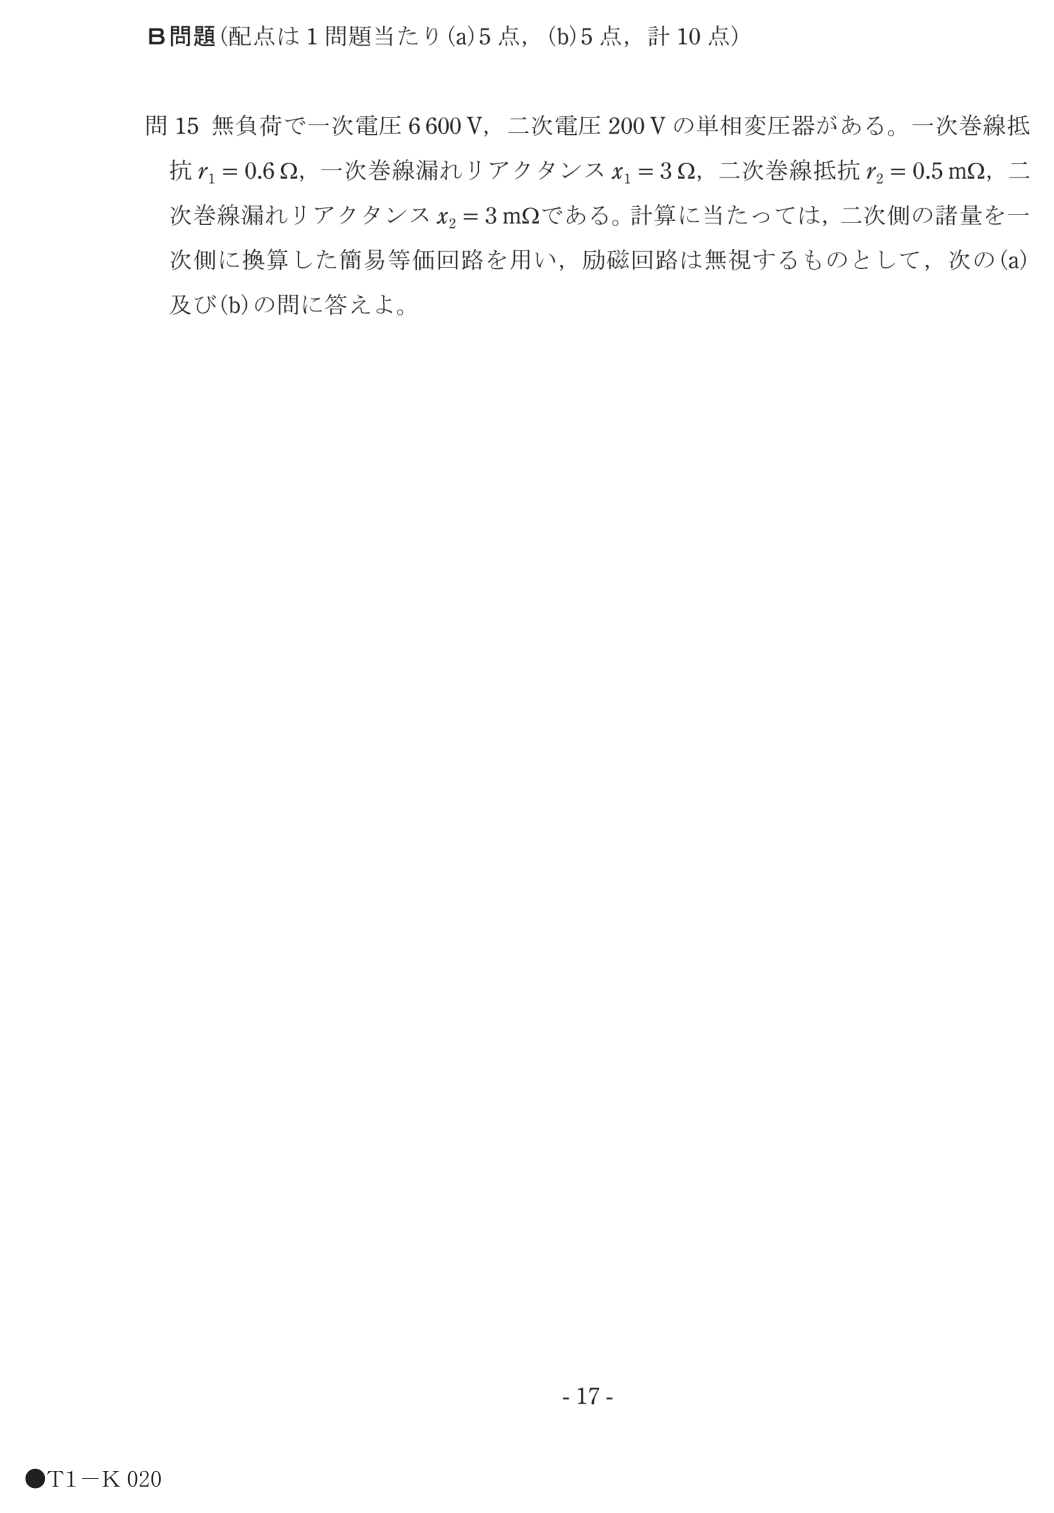 B問題(配点は1問題当たり(a)5点，(b)5点，計10点)
問15 無負荷で一次電圧6 600 V，二次電圧200 Vの単相変圧器がある。一次巻線抵
抗r₁ = 0.6 Ω，一次巻線漏れリアクタンスx₁ = 3 Ω，二次巻線抵抗r₂ = 0.5 mΩ，二
次巻線漏れリアクタンスx₂ = 3 mΩである。計算に当たっては，二次側の諸量を一
次側に換算した簡易等価回路を用い，励磁回路は無視するものとして，次の(a)
及び(b)の問に答えよ。
- 17 -
●T1－K 020